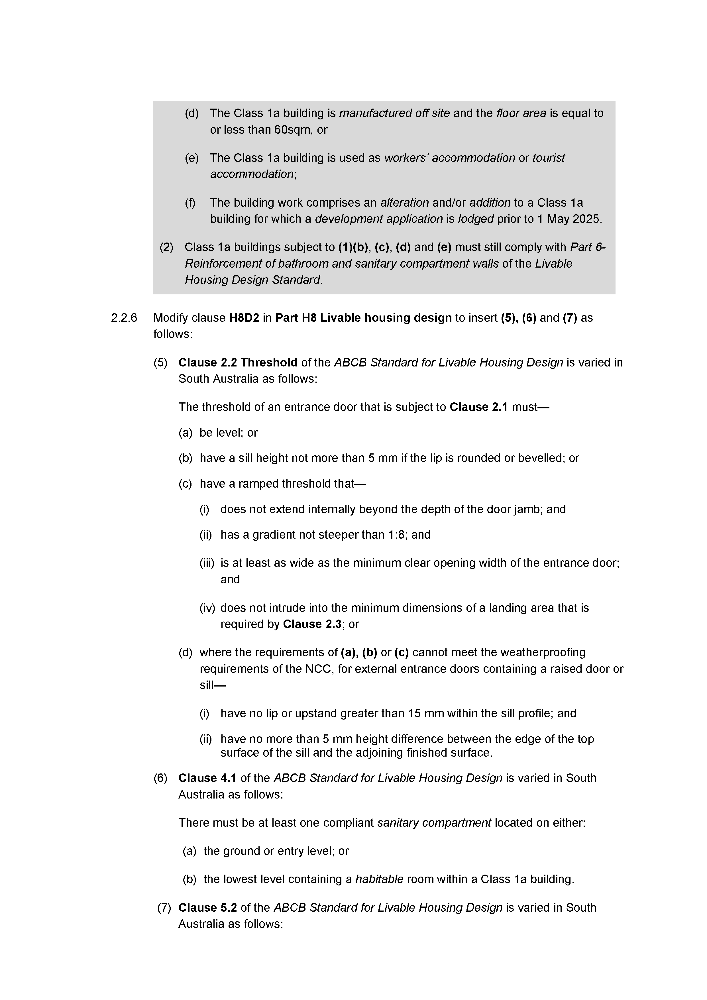 (d) The Class 1a building is manufactured off site and the floor area is equal to
or less than 60sqm, or
(e) The Class 1a building is used as workers’ accommodation or tourist
accommodation;
(f) The building work comprises an alteration and/or addition to a Class 1a
building for which a development application is lodged prior to 1 May 2025.
(2) Class 1a buildings subject to (1)(b), (c), (d) and (e) must still comply with Part 6-
Reinforcement of bathroom and sanitary compartment walls of the Livable
Housing Design Standard.
2.2.6 Modify clause H8D2 in Part H8 Livable housing design to insert (5), (6) and (7) as
follows:
(5) Clause 2.2 Threshold of the ABCB Standard for Livable Housing Design is varied in
South Australia as follows:
The threshold of an entrance door that is subject to Clause 2.1 must—
(a) be level; or
(b) have a sill height not more than 5 mm if the lip is rounded or bevelled; or
(c) have a ramped threshold that—
(i) does not extend internally beyond the depth of the door jamb; and
(ii) has a gradient not steeper than 1:8; and
(iii) is at least as wide as the minimum clear opening width of the entrance door;
and
(iv) does not intrude into the minimum dimensions of a landing area that is
required by Clause 2.3; or
(d) where the requirements of (a), (b) or (c) cannot meet the weatherproofing
requirements of the NCC, for external entrance doors containing a raised door or
sill—
(i) have no lip or upstand greater than 15 mm within the sill profile; and
(ii) have no more than 5 mm height difference between the edge of the top
surface of the sill and the adjoining finished surface.
(6) Clause 4.1 of the ABCB Standard for Livable Housing Design is varied in South
Australia as follows:
There must be at least one compliant sanitary compartment located on either:
(a) the ground or entry level; or
(b) the lowest level containing a habitable room within a Class 1a building.
(7) Clause 5.2 of the ABCB Standard for Livable Housing Design is varied in South
Australia as follows: